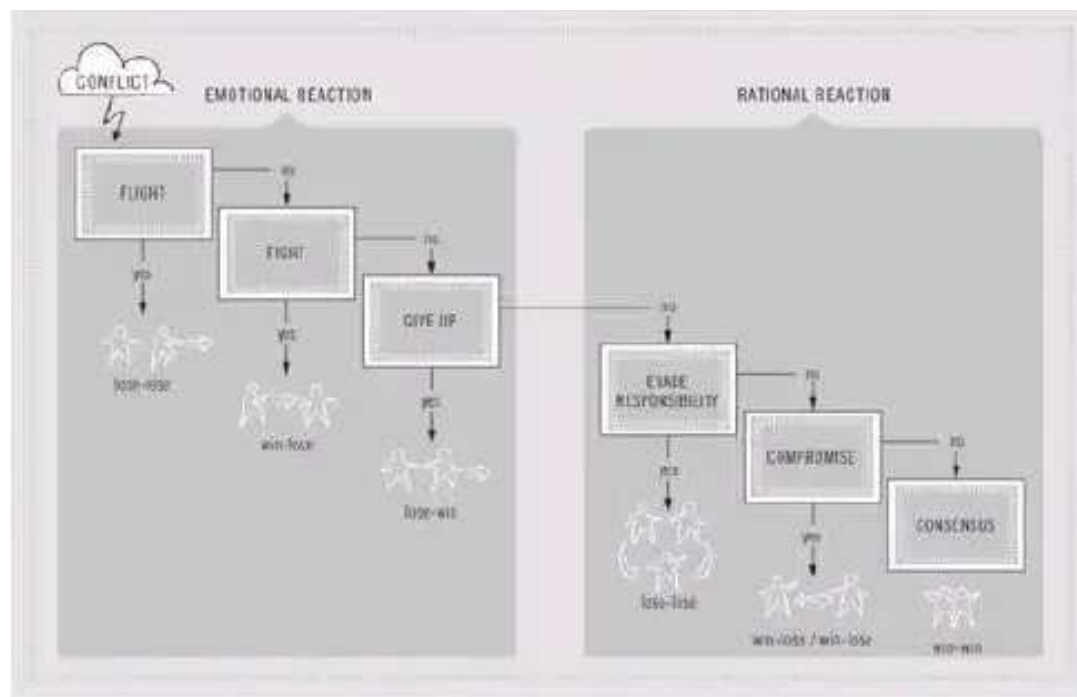 CONFLICT
EMOTIONAL REACTION
RATIONAL REACTION
FLIGHT
no
yes
lose-lose
FIGHT
no
yes
win-lose
GIVE UP
no
yes
lose-win
EVADE
RESPONSIBILITY
no
yes
lose-lose
COMPROMISE
no
yes
win-lose / win-lose
CONSENSUS
win-win